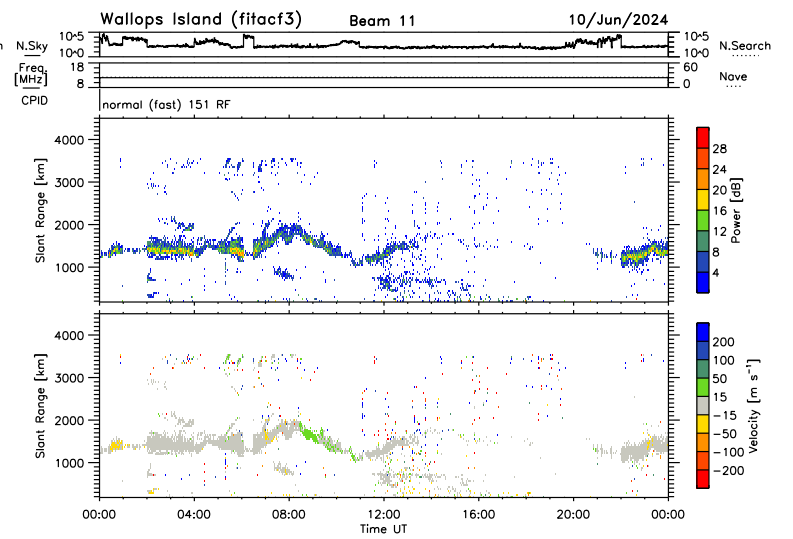 Wallops Island (fitacf3) Beam 11 10/Jun/2024
n N.Sky 10^5 10^5 N.Search
10^0 10^0
Freq. 18 60 Nave
[MHz] 8 0
CPID normal (fast) 151 RF
4000
3000
2000
1000
Slant Range [km]
28
24
20
16
12
8
4
Power [dB]
4000
3000
2000
1000
Slant Range [km]
200
100
50
15
−15
−50
−100
−200
Velocity [m s⁻¹]
00:00 04:00 08:00 12:00 16:00 20:00 00:00
Time UT